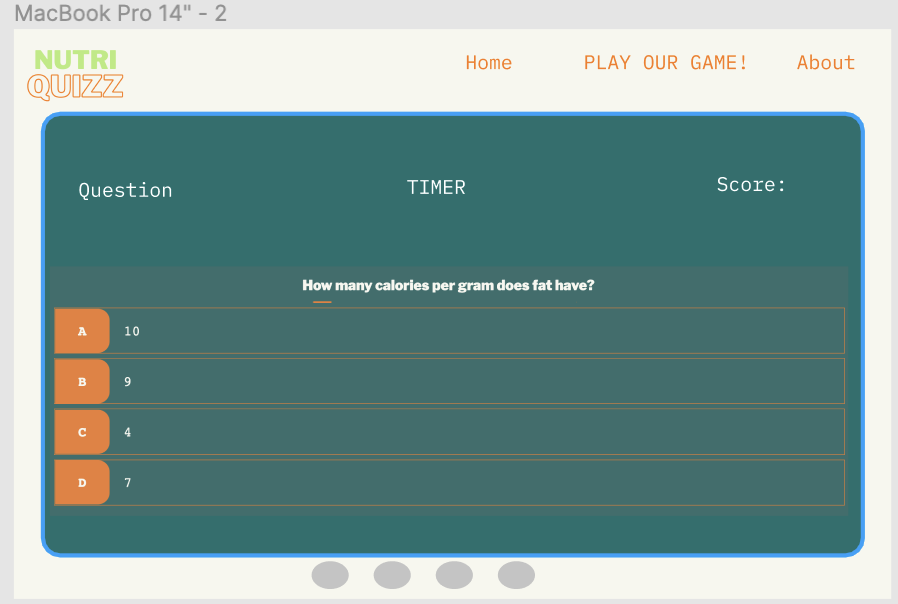 MacBook Pro 14" - 2
NUTRI
QUIZZ
Home PLAY OUR GAME! About
Question TIMER Score:
How many calories per gram does fat have?
A 10
B 9
C 4
D 7